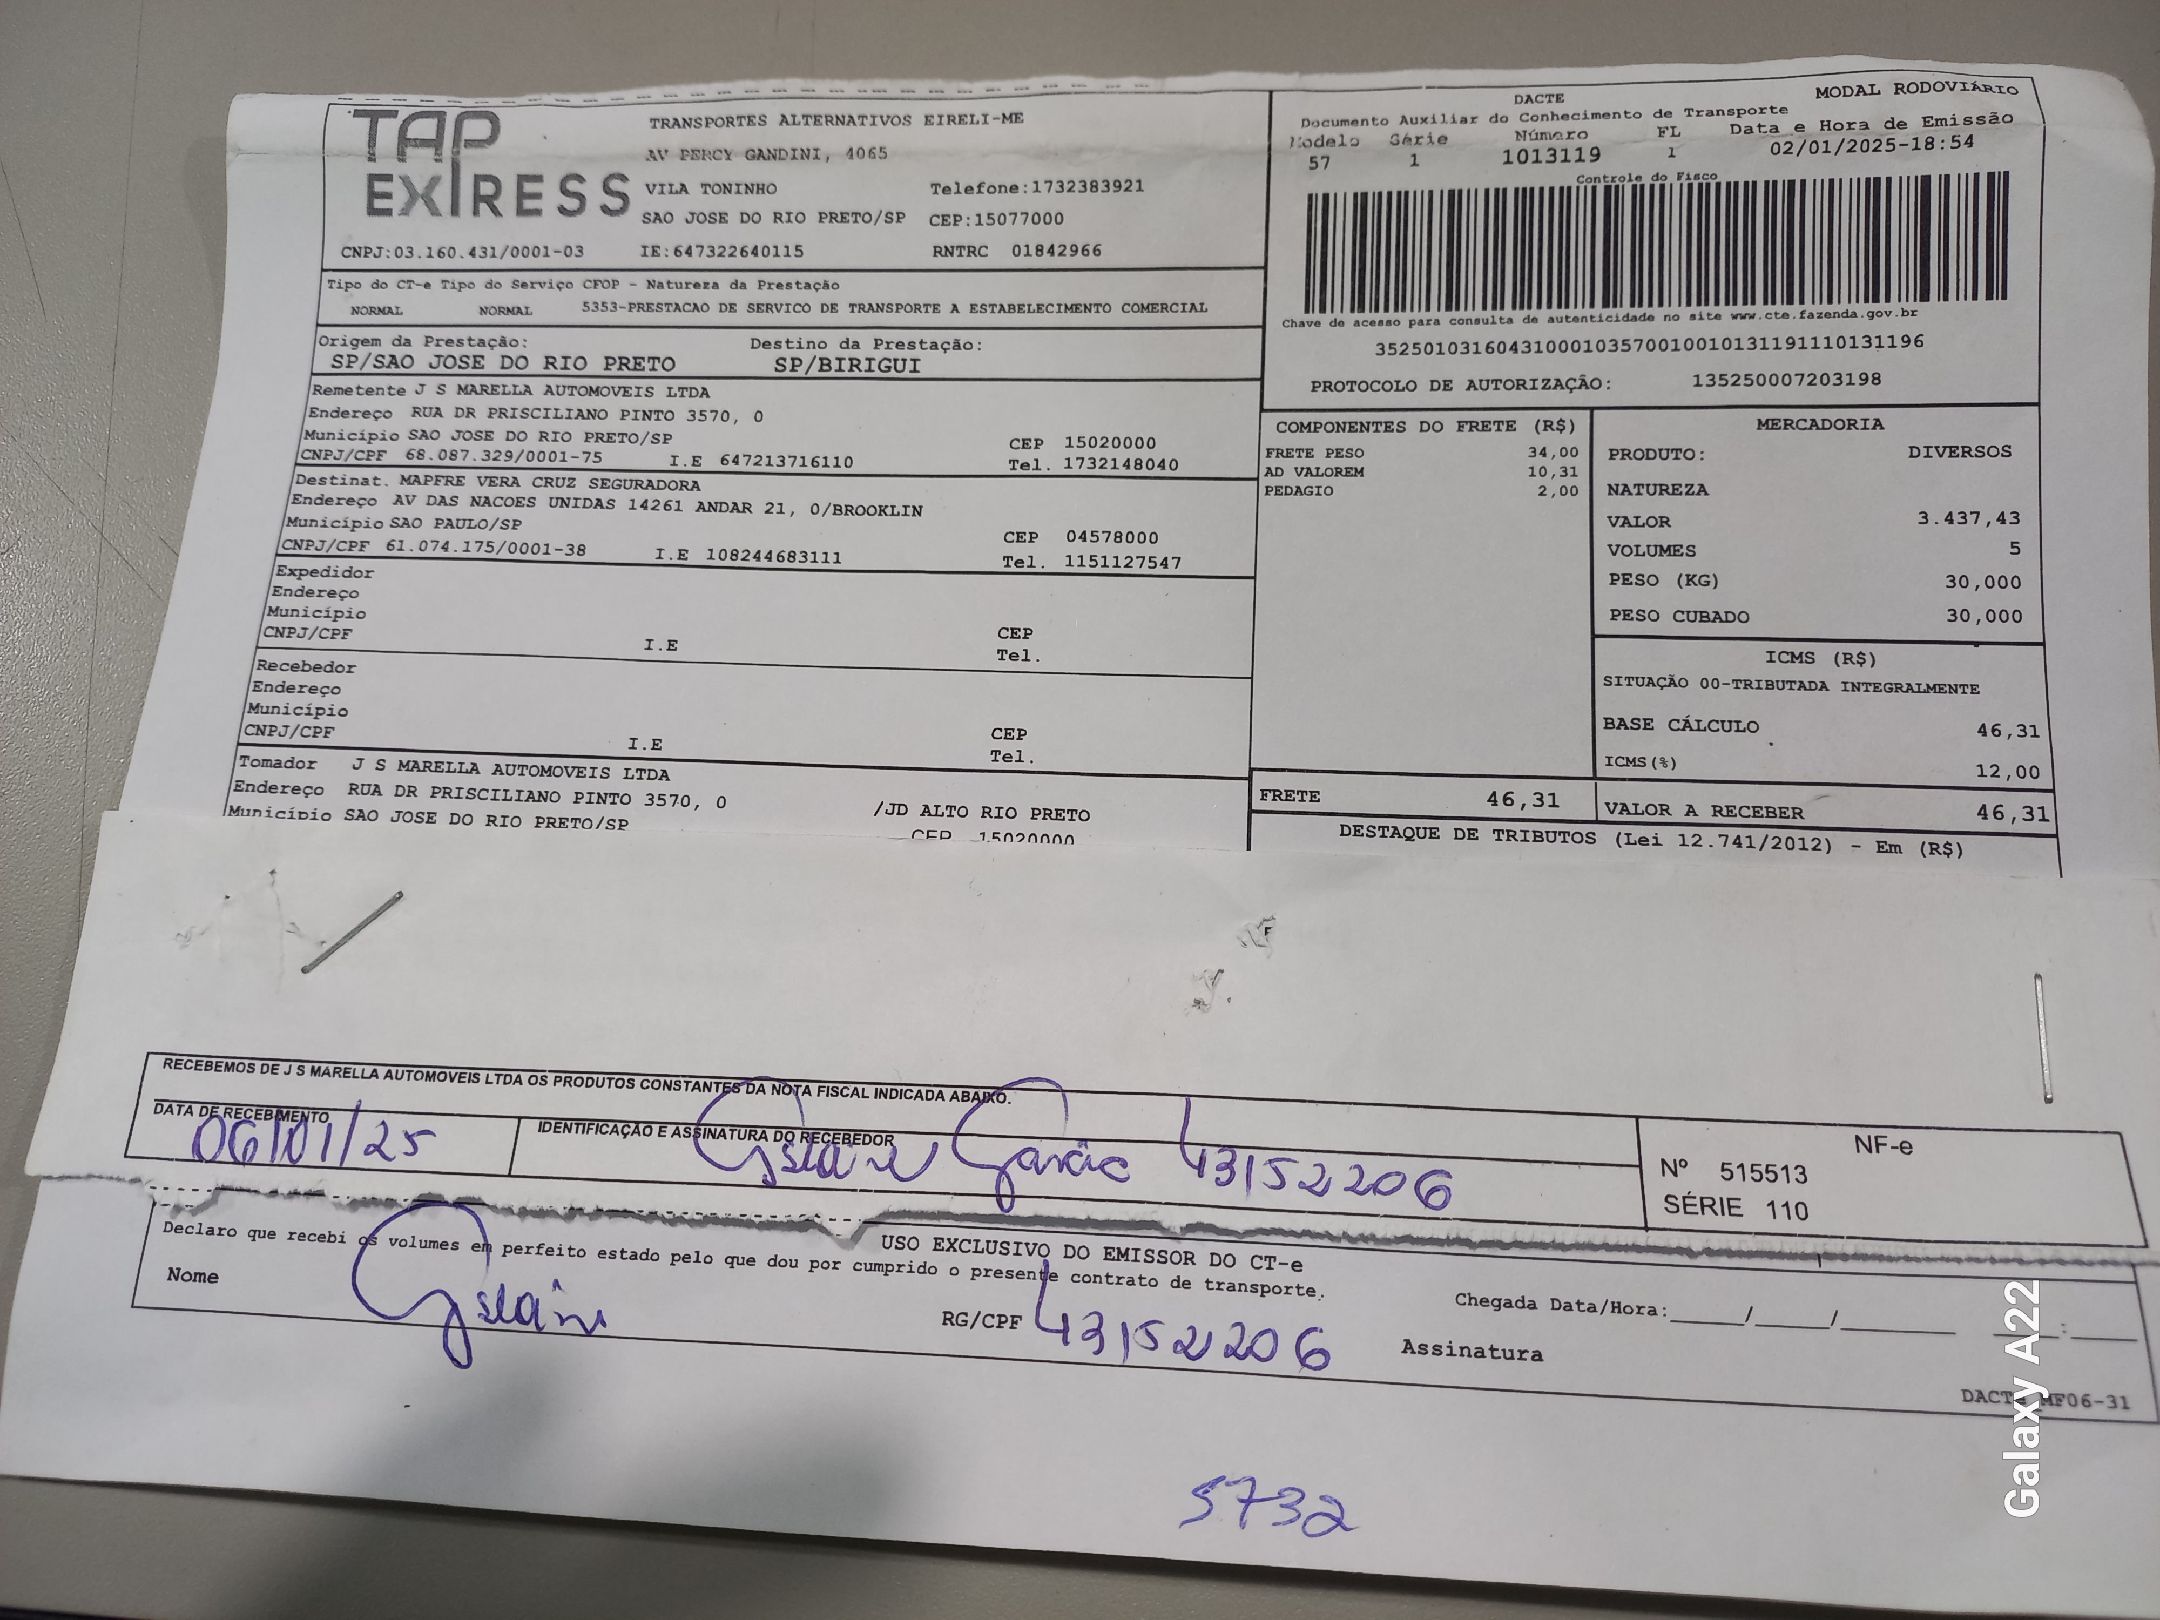 TAP
EXPRESS
TRANSPORTES ALTERNATIVOS EIRELI-ME
AV PERCY GANDINI, 4065
VILA TONINHO Telefone:1732383921
SAO JOSE DO RIO PRETO/SP CEP:15077000
CNPJ:03.160.431/0001-03 IE:647322640115 RNTRC 01842966
Tipo do CT-e Tipo do Serviço CFOP - Natureza da Prestação
NORMAL NORMAL 5353-PRESTACAO DE SERVICO DE TRANSPORTE A ESTABELECIMENTO COMERCIAL
Origem da Prestação: Destino da Prestação:
SP/SAO JOSE DO RIO PRETO SP/BIRIGUI
Remetente J S MARELLA AUTOMOVEIS LTDA
Endereço RUA DR PRISCILIANO PINTO 3570, 0
Município SAO JOSE DO RIO PRETO/SP CEP 15020000
CNPJ/CPF 68.087.329/0001-75 I.E 647213716110 Tel. 1732148040
Destinat. MAPFRE VERA CRUZ SEGURADORA
Endereço AV DAS NACOES UNIDAS 14261 ANDAR 21, 0/BROOKLIN
Município SAO PAULO/SP CEP 04578000
CNPJ/CPF 61.074.175/0001-38 I.E 108244683111 Tel. 1151127547
Expedidor
Endereço
Município
CNPJ/CPF I.E CEP
Tel.
Recebedor
Endereço
Município
CNPJ/CPF I.E CEP
Tel.
Tomador J S MARELLA AUTOMOVEIS LTDA
Endereço RUA DR PRISCILIANO PINTO 3570, 0 /JD ALTO RIO PRETO
Município SAO JOSE DO RIO PRETO/SP CEP 15020000
DACTE MODAL RODOVIÁRIO
Documento Auxiliar do Conhecimento de Transporte
Modelo Série Número FL Data e Hora de Emissão
57 1 1013119 1 02/01/2025-18:54
Controle do Fisco
Chave de acesso para consulta de autenticidade no site www.cte.fazenda.gov.br
35250103160431000103570010010131191110131196
PROTOCOLO DE AUTORIZAÇÃO: 135250007203198
COMPONENTES DO FRETE (R$)
FRETE PESO 34,00
AD VALOREM 10,31
PEDAGIO 2,00
FRETE 46,31
MERCADORIA
PRODUTO: DIVERSOS
NATUREZA
VALOR 3.437,43
VOLUMES 5
PESO (KG) 30,000
PESO CUBADO 30,000
ICMS (R$)
SITUAÇÃO 00-TRIBUTADA INTEGRALMENTE
BASE CÁLCULO 46,31
ICMS(%) 12,00
VALOR A RECEBER 46,31
DESTAQUE DE TRIBUTOS (Lei 12.741/2012) - Em (R$)
RECEBEMOS DE J S MARELLA AUTOMOVEIS LTDA OS PRODUTOS CONSTANTES DA NOTA FISCAL INDICADA ABAIXO.
DATA DE RECEBIMENTO IDENTIFICAÇÃO E ASSINATURA DO RECEBEDOR
06/01/25 Gislaine Garcia 43152206
NF-e
Nº 515513
SÉRIE 110
USO EXCLUSIVO DO EMISSOR DO CT-e
Declaro que recebi os volumes em perfeito estado pelo que dou por cumprido o presente contrato de transporte.
Nome Gislaine RG/CPF 43152206
Chegada Data/Hora:_____/_____/________ ____:____
Assinatura
DACTE MF06-31
5732
Galaxy A22